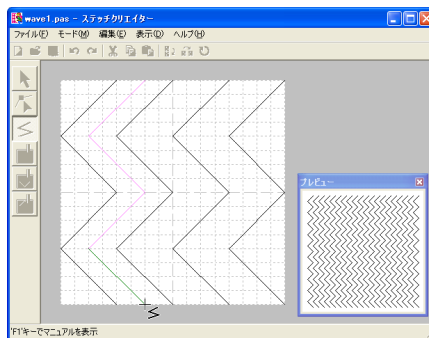 wave1.pas - ステッチクリエイター
ファイル(F) モード(M) 編集(E) 表示(D) ヘルプ(H)
プレビュー
'F1'キーでマニュアルを表示